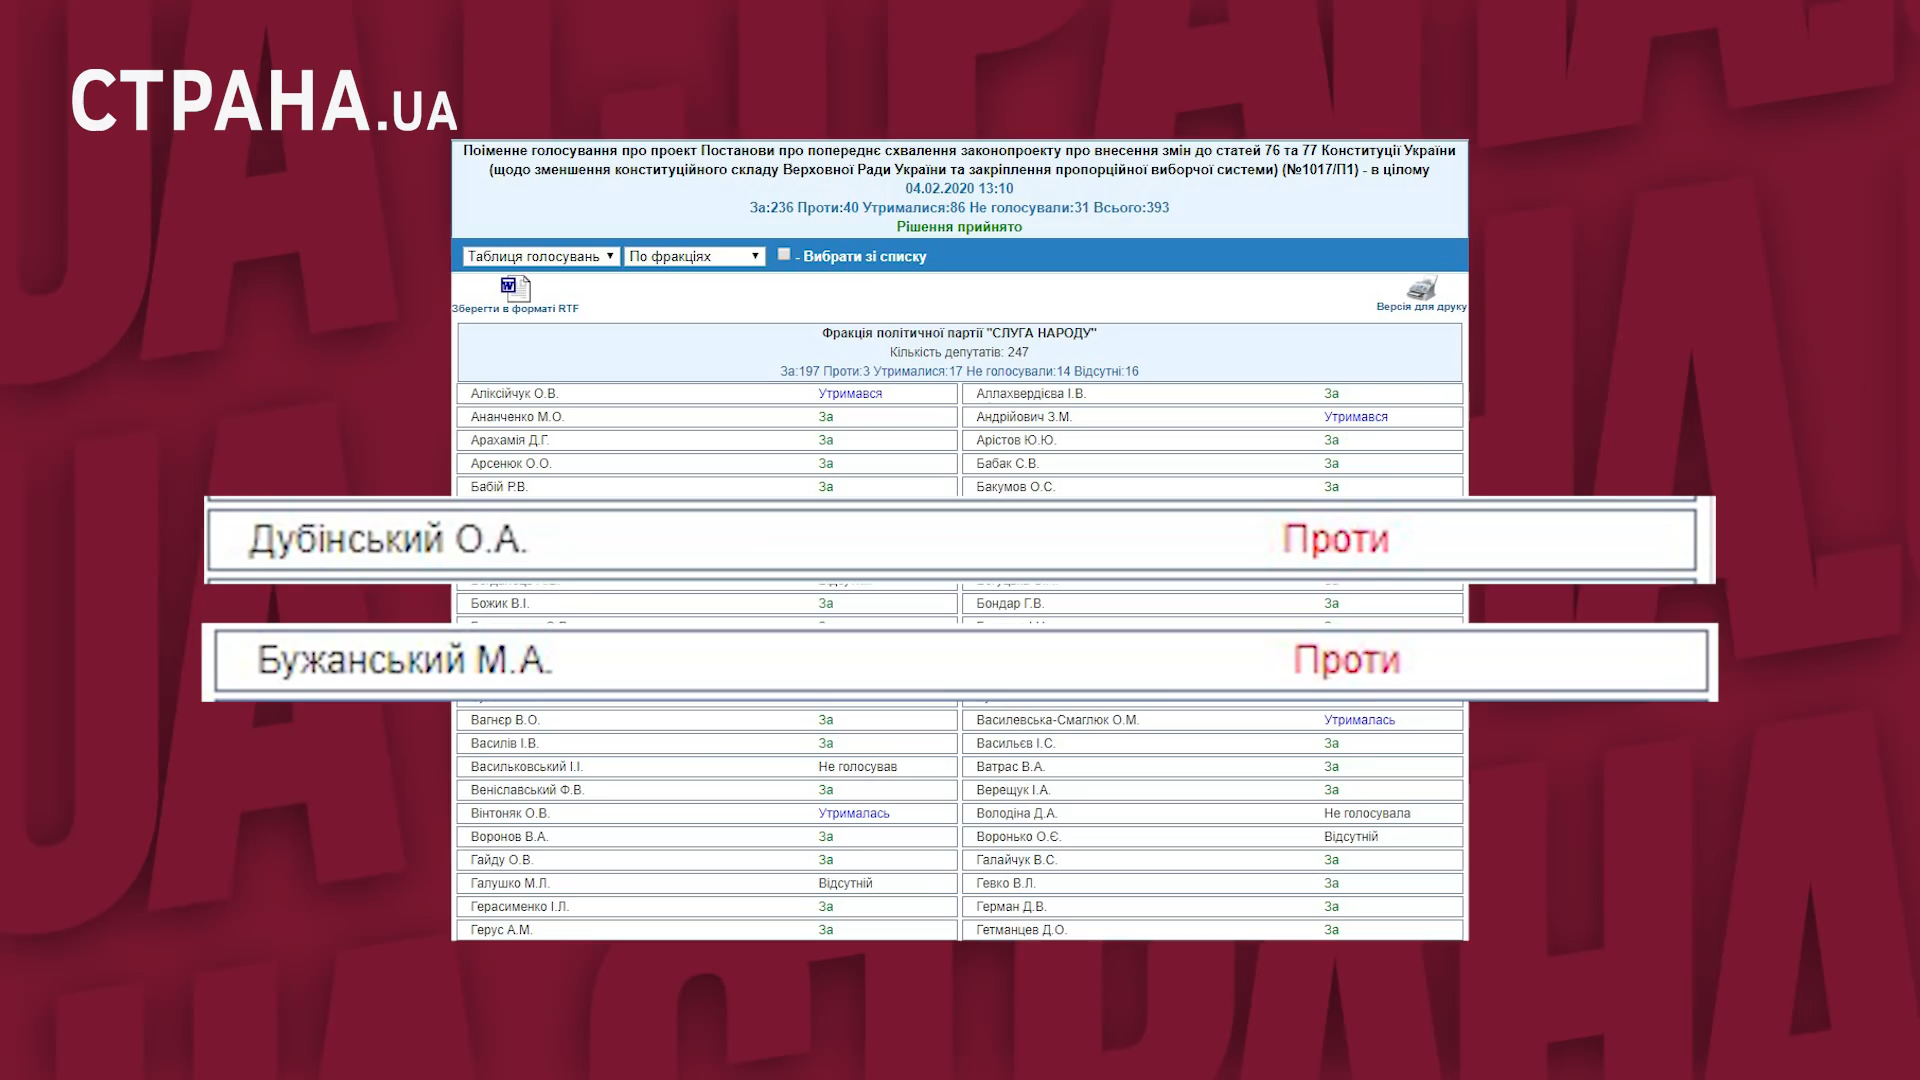 СТРАНА.UA
Поіменне голосування про проект Постанови про попереднє схвалення законопроекту про внесення змін до статей 76 та 77 Конституції України
(щодо зменшення конституційного складу Верховної Ради України та закріплення пропорційної виборчої системи) (№1017/П1) - в цілому
04.02.2020 13:10
За:236 Проти:40 Утрималися:86 Не голосували:31 Всього:393
Рішення прийнято
Таблиця голосувань По фракціях - Вибрати зі списку
Зберегти в форматі RTF Версія для друку
Фракція політичної партії "СЛУГА НАРОДУ"
Кількість депутатів: 247
За:197 Проти:3 Утрималися:17 Не голосували:14 Відсутні:16
Аліксійчук О.В. Утримався Аллахвердієва І.В. За
Ананченко М.О. За Андрійович З.М. Утримався
Арахамія Д.Г. За Арістов Ю.Ю. За
Арсенюк О.О. За Бабак С.В. За
Бабій Р.В. За Бакумов О.С. За
Дубінський О.А. Проти
Божик В.І. За Бондар Г.В. За
Бужанський М.А. Проти
Вагнєр В.О. За Василевська-Смаглюк О.М. Утрималась
Василів І.В. За Васильєв І.С. За
Васильковський І.І. Не голосував Ватрас В.А. За
Веніславський Ф.В. За Верещук І.А. За
Вінтоняк О.В. Утрималась Володіна Д.А. Не голосувала
Воронов В.А. За Воронько О.Є. Відсутній
Гайду О.В. За Галайчук В.С. За
Галушко М.Л. Відсутній Гевко В.Л. За
Герасименко І.Л. За Герман Д.В. За
Герус А.М. За Гетманцев Д.О. За